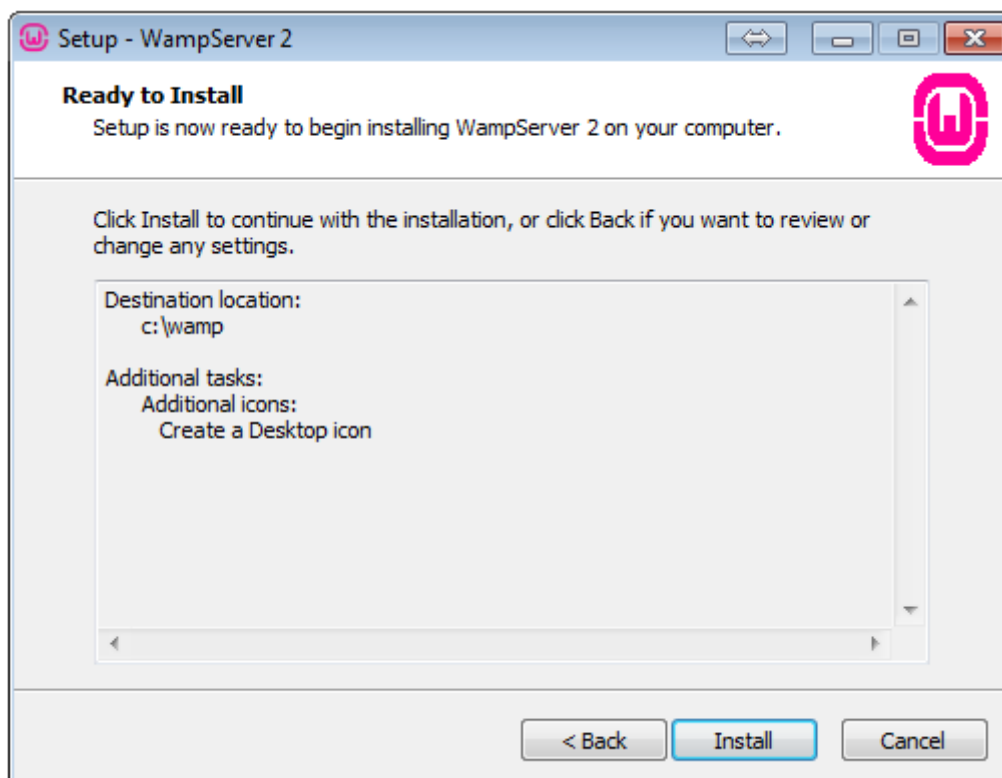 Setup - WampServer 2
Ready to Install
Setup is now ready to begin installing WampServer 2 on your computer.
Click Install to continue with the installation, or click Back if you want to review or
change any settings.
Destination location:
c:\wamp
Additional tasks:
Additional icons:
Create a Desktop icon
< Back
Install
Cancel